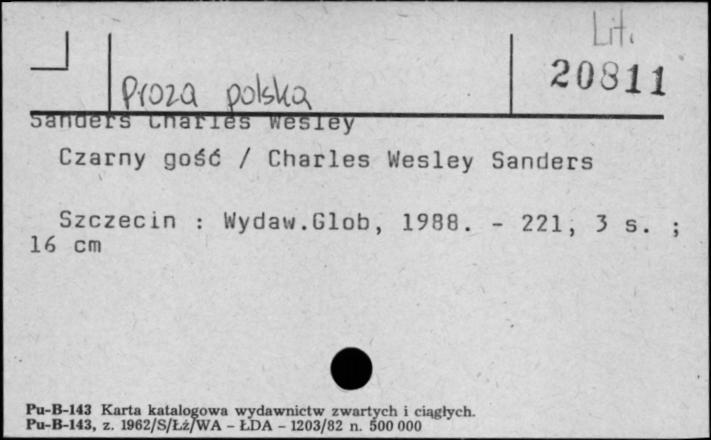 Lit.
20811
Proza polska
Sanders Charles Wesley
Czarny gość / Charles Wesley Sanders
Szczecin : Wydaw.Glob, 1988. - 221, 3 s. ;
16 cm
Pu-B-143 Karta katalogowa wydawnictw zwartych i ciągłych.
Pu-B-143, z. 1962/S/Łż/WA – ŁDA – 1203/82 n. 500 000